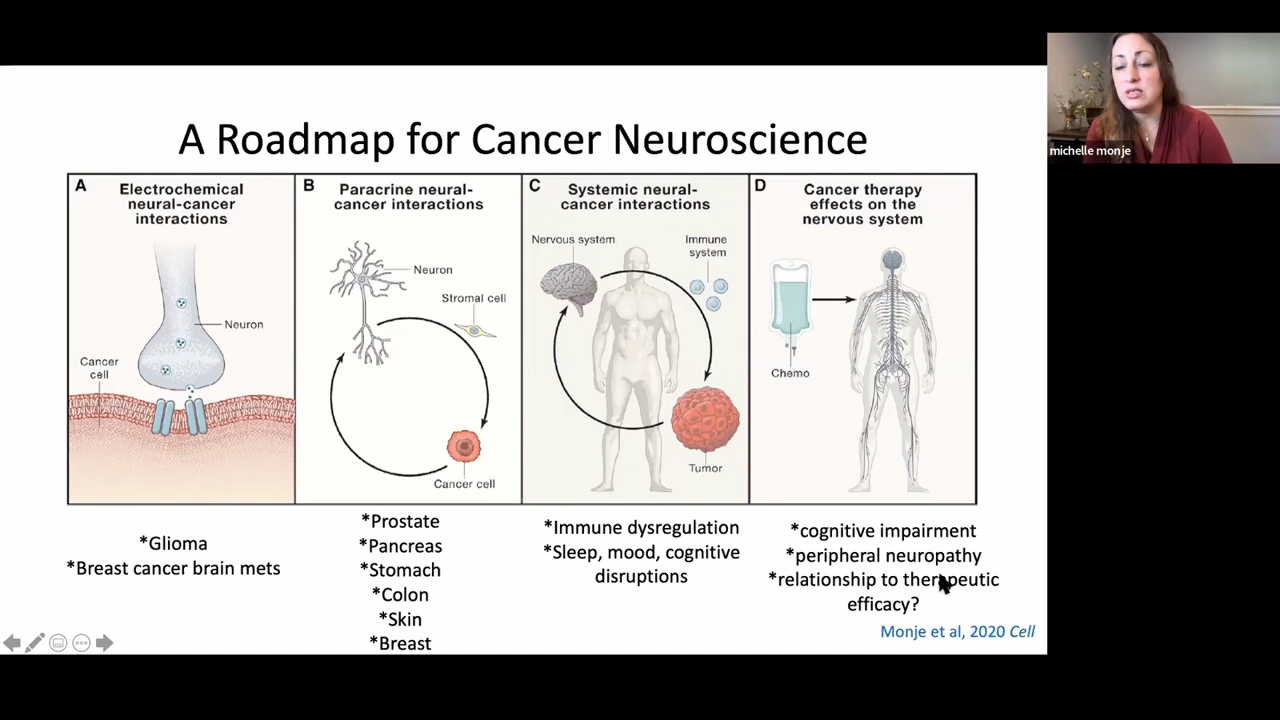 A Roadmap for Cancer Neuroscience
A
Electrochemical
neural-cancer
interactions
Neuron
Cancer
cell
B
Paracrine neural-
cancer interactions
Neuron
Stromal cell
Cancer cell
C
Systemic neural-
cancer interactions
Nervous system
Immune
system
Tumor
D
Cancer therapy
effects on the
nervous system
Chemo
*Glioma
*Breast cancer brain mets
*Prostate
*Pancreas
*Stomach
*Colon
*Skin
*Breast
*Immune dysregulation
*Sleep, mood, cognitive
disruptions
*cognitive impairment
*peripheral neuropathy
*relationship to therapeutic
efficacy?
Monje et al, 2020 Cell
michelle monje